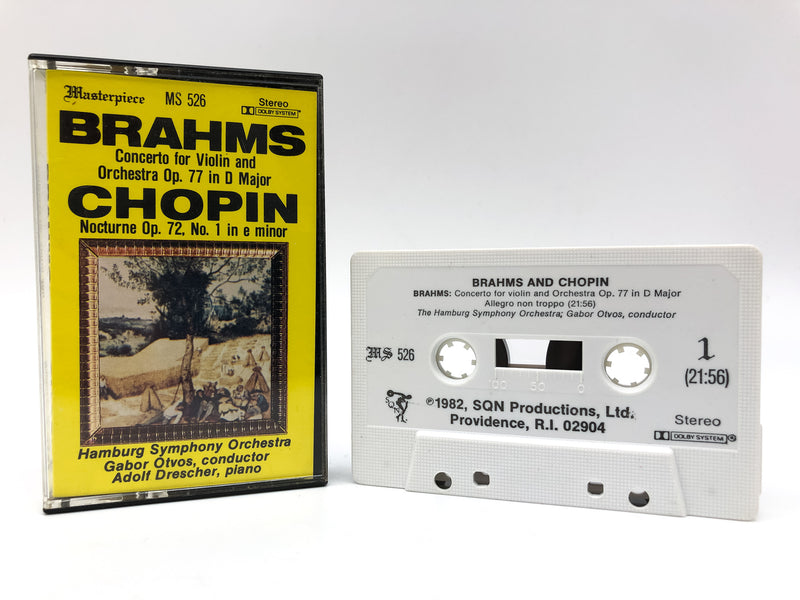 Masterpiece MS 526 Stereo
DOLBY SYSTEM
BRAHMS
Concerto for Violin and
Orchestra Op. 77 in D Major
CHOPIN
Nocturne Op. 72, No. 1 in e minor
Hamburg Symphony Orchestra
Gabor Otvos, conductor
Adolf Drescher, piano
BRAHMS AND CHOPIN
BRAHMS: Concerto for violin and Orchestra Op. 77 in D Major
Allegro non troppo (21:56)
The Hamburg Symphony Orchestra; Gabor Otvos, conductor
MS 526
1
(21:56)
100 50 0
SQN
℗1982, SQN Productions, Ltd.
Providence, R.I. 02904
Stereo
DOLBY SYSTEM®